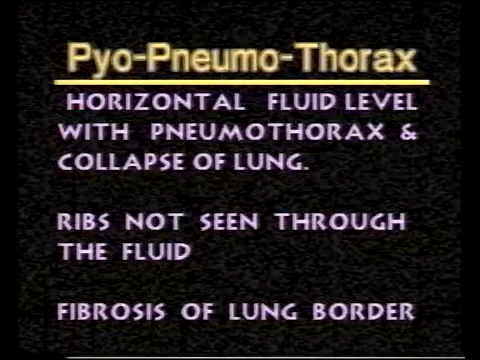 Pyo-Pneumo-Thorax
HORIZONTAL FLUID LEVEL
WITH PNEUMOTHORAX &
COLLAPSE OF LUNG.
RIBS NOT SEEN THROUGH
THE FLUID
FIBROSIS OF LUNG BORDER